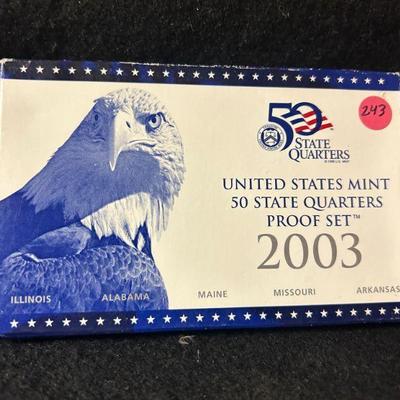 243
50
STATE
QUARTERS
UNITED STATES MINT
50 STATE QUARTERS
PROOF SET™
2003
ILLINOIS ALABAMA MAINE MISSOURI ARKANSAS